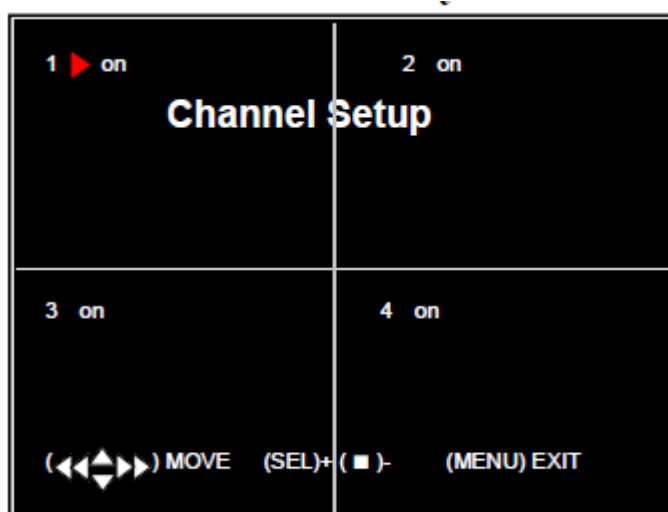 1 ▶ on 2 on
Channel Setup
3 on 4 on
(◀◀▲▼▶▶) MOVE (SEL)+ ( ■ )- (MENU) EXIT